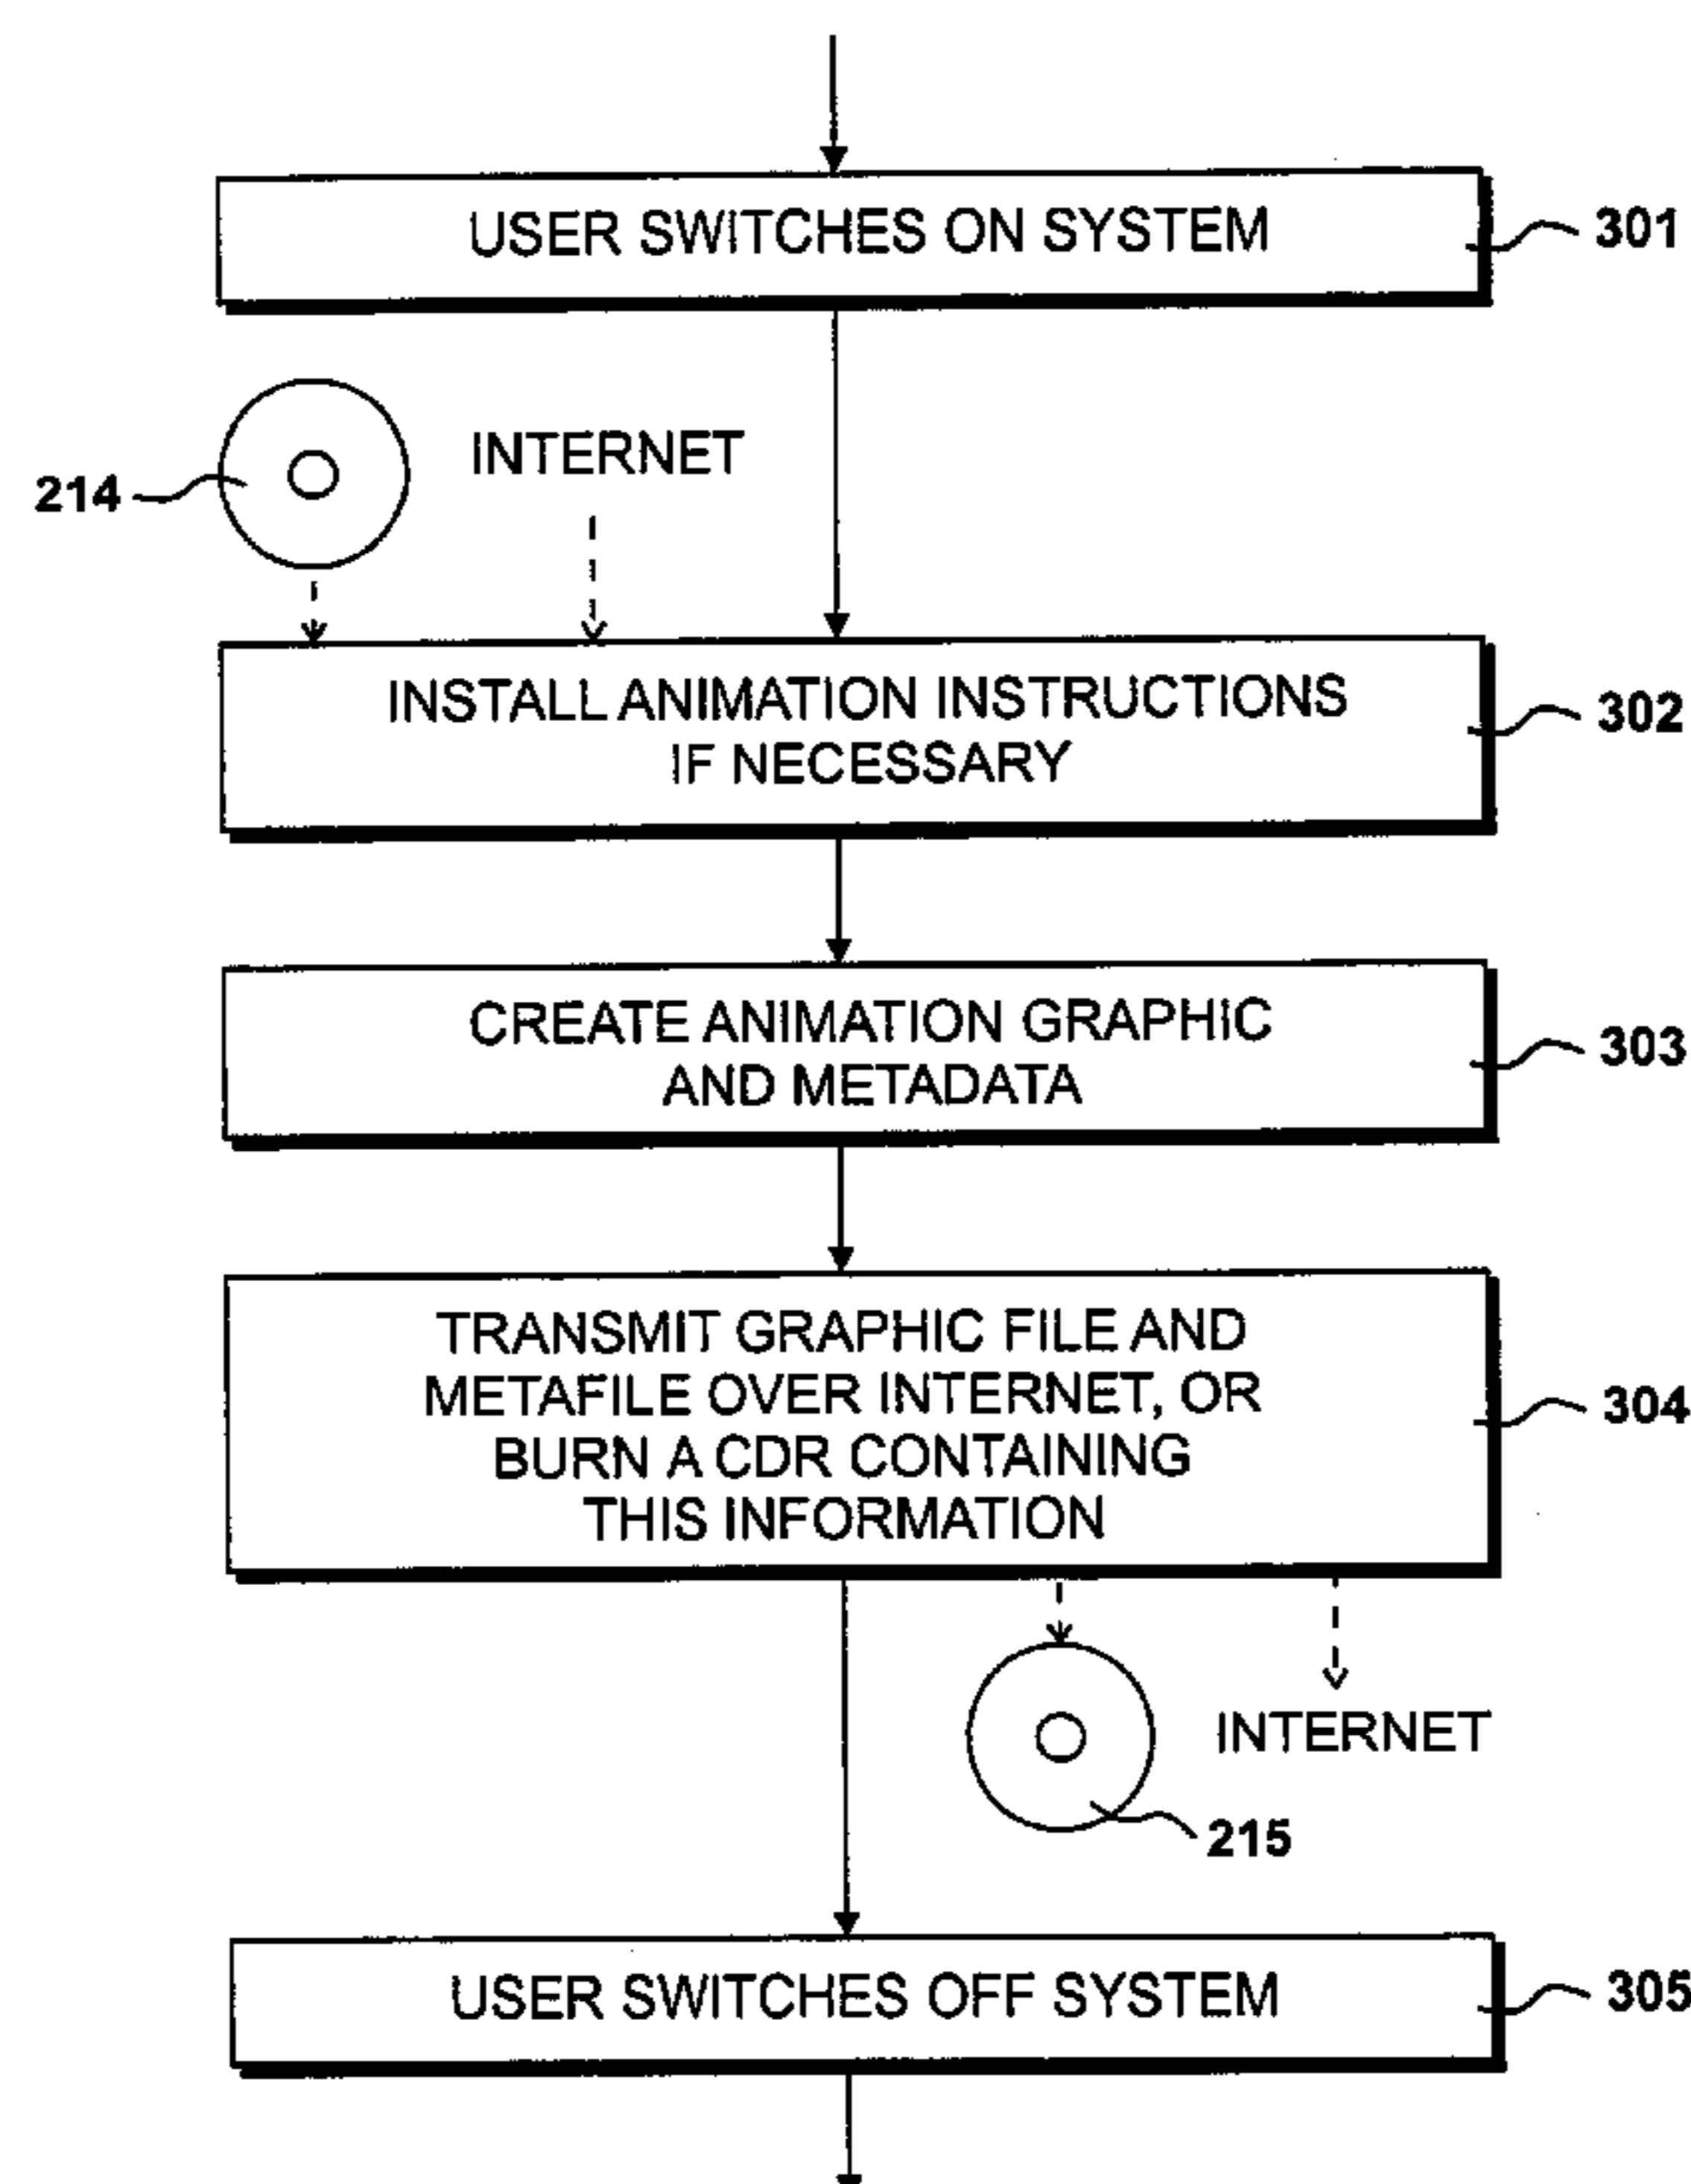 USER SWITCHES ON SYSTEM
301
INTERNET
214
INSTALL ANIMATION INSTRUCTIONS
IF NECESSARY
302
CREATE ANIMATION GRAPHIC
AND METADATA
303
TRANSMIT GRAPHIC FILE AND
METAFILE OVER INTERNET, OR
BURN A CDR CONTAINING
THIS INFORMATION
304
INTERNET
215
USER SWITCHES OFF SYSTEM
305